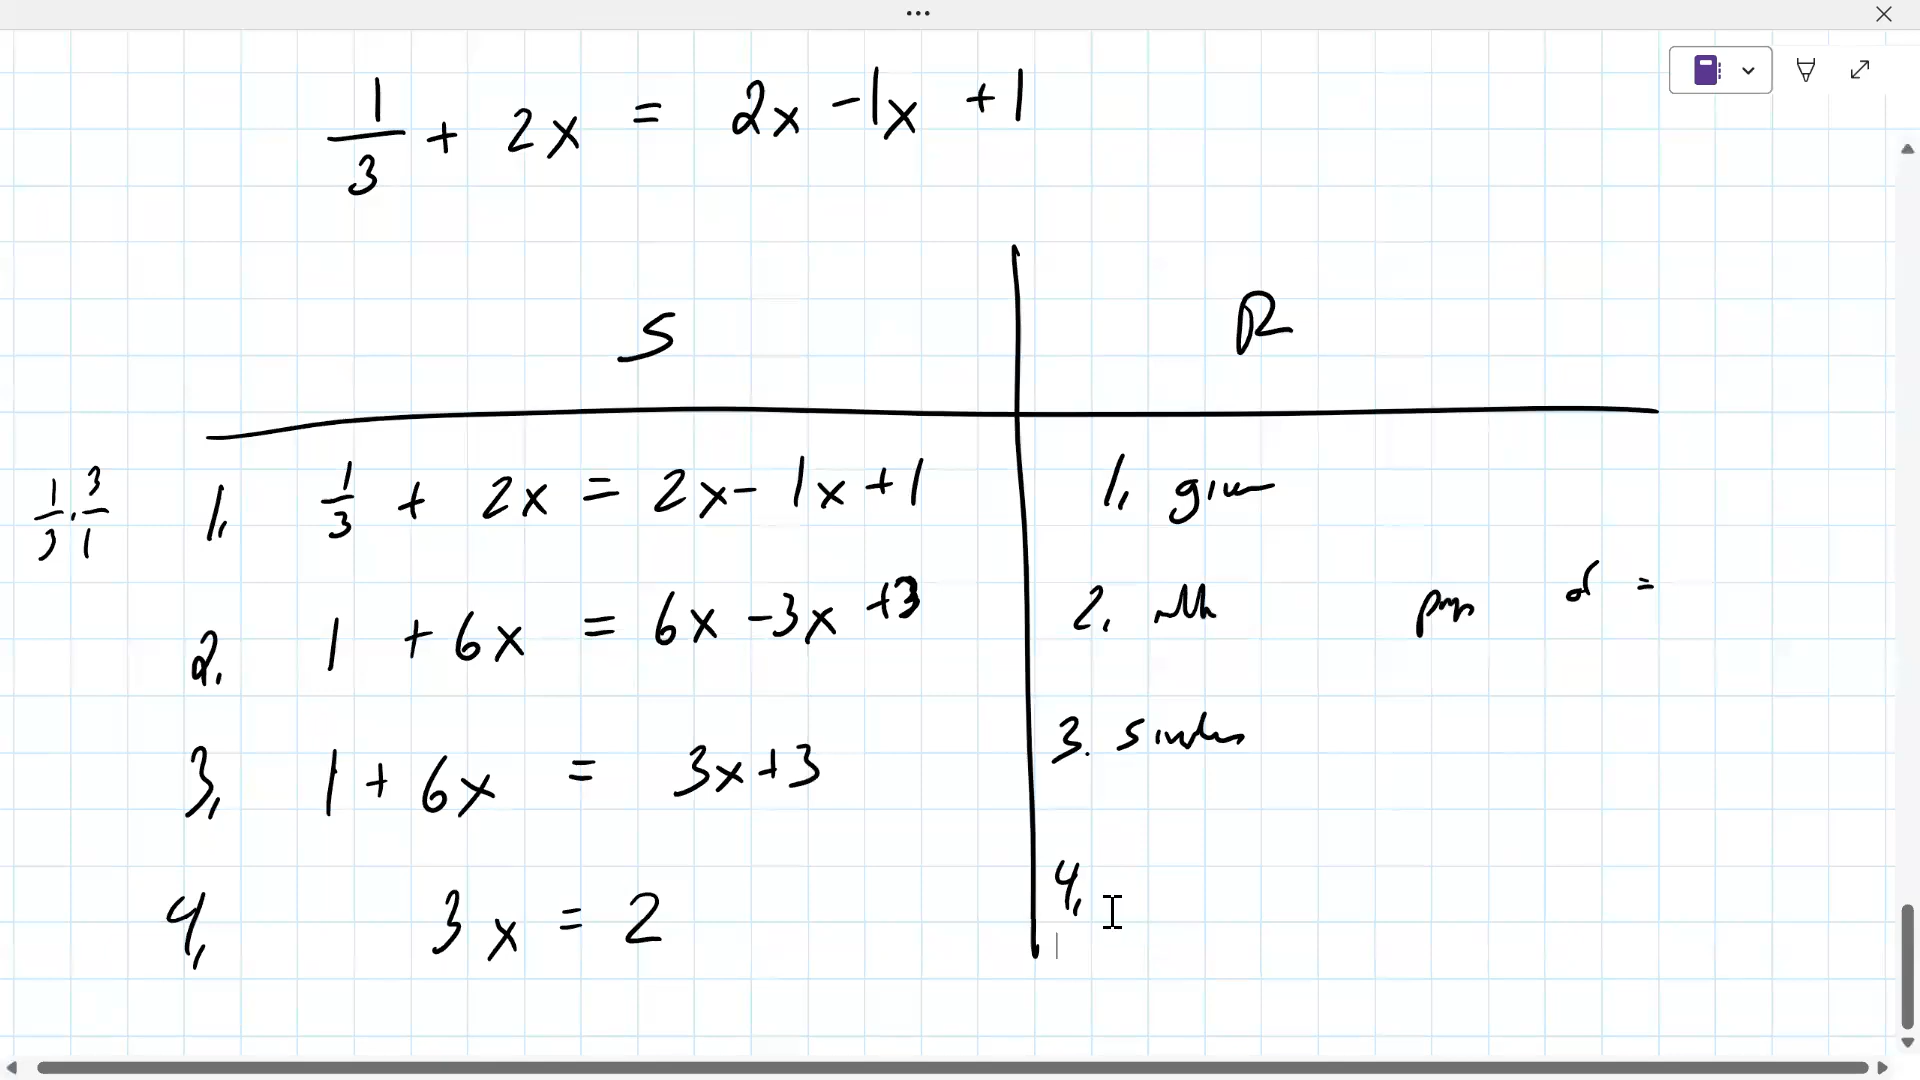 1/3 + 2x = 2x - 1x + 1
S R
1/3 · 3/1 1. 1/3 + 2x = 2x - 1x + 1 1. given
2. 1 + 6x = 6x - 3x + 3 2. prop of =
3. 1 + 6x = 3x + 3 3.
4. 3x = 2 4.